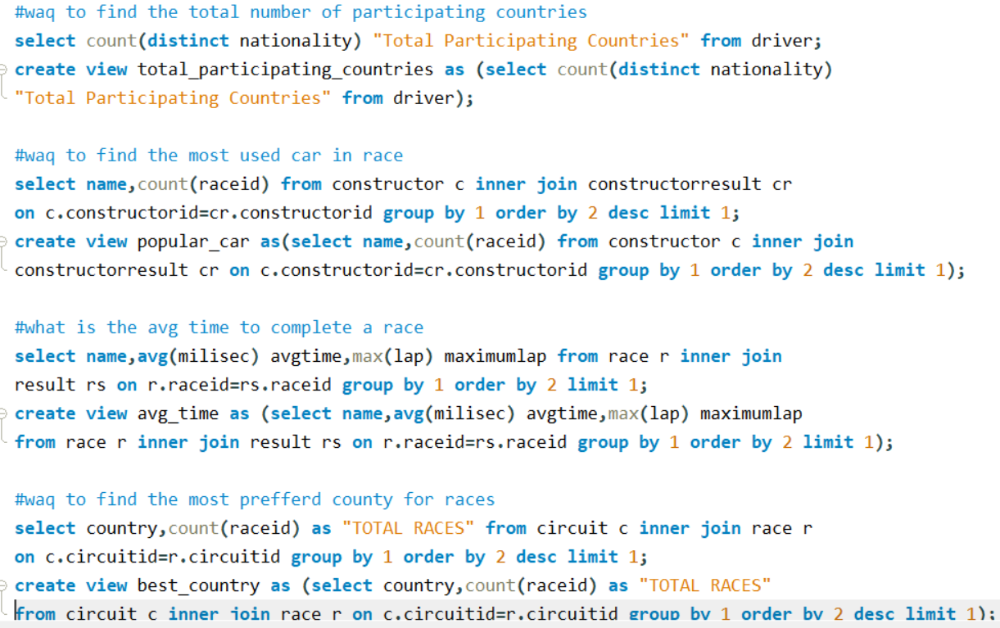 #waq to find the total number of participating countries
select count(distinct nationality) "Total Participating Countries" from driver;
create view total_participating_countries as (select count(distinct nationality)
"Total Participating Countries" from driver);
#waq to find the most used car in race
select name,count(raceid) from constructor c inner join constructorresult cr
on c.constructorid=cr.constructorid group by 1 order by 2 desc limit 1;
create view popular_car as(select name,count(raceid) from constructor c inner join
constructorresult cr on c.constructorid=cr.constructorid group by 1 order by 2 desc limit 1);
#what is the avg time to complete a race
select name,avg(milisec) avgtime,max(lap) maximumlap from race r inner join
result rs on r.raceid=rs.raceid group by 1 order by 2 limit 1;
create view avg_time as (select name,avg(milisec) avgtime,max(lap) maximumlap
from race r inner join result rs on r.raceid=rs.raceid group by 1 order by 2 limit 1);
#waq to find the most prefferd county for races
select country,count(raceid) as "TOTAL RACES" from circuit c inner join race r
on c.circuitid=r.circuitid group by 1 order by 2 desc limit 1;
create view best_country as (select country,count(raceid) as "TOTAL RACES"
from circuit c inner join race r on c.circuitid=r.circuitid group by 1 order by 2 desc limit 1);